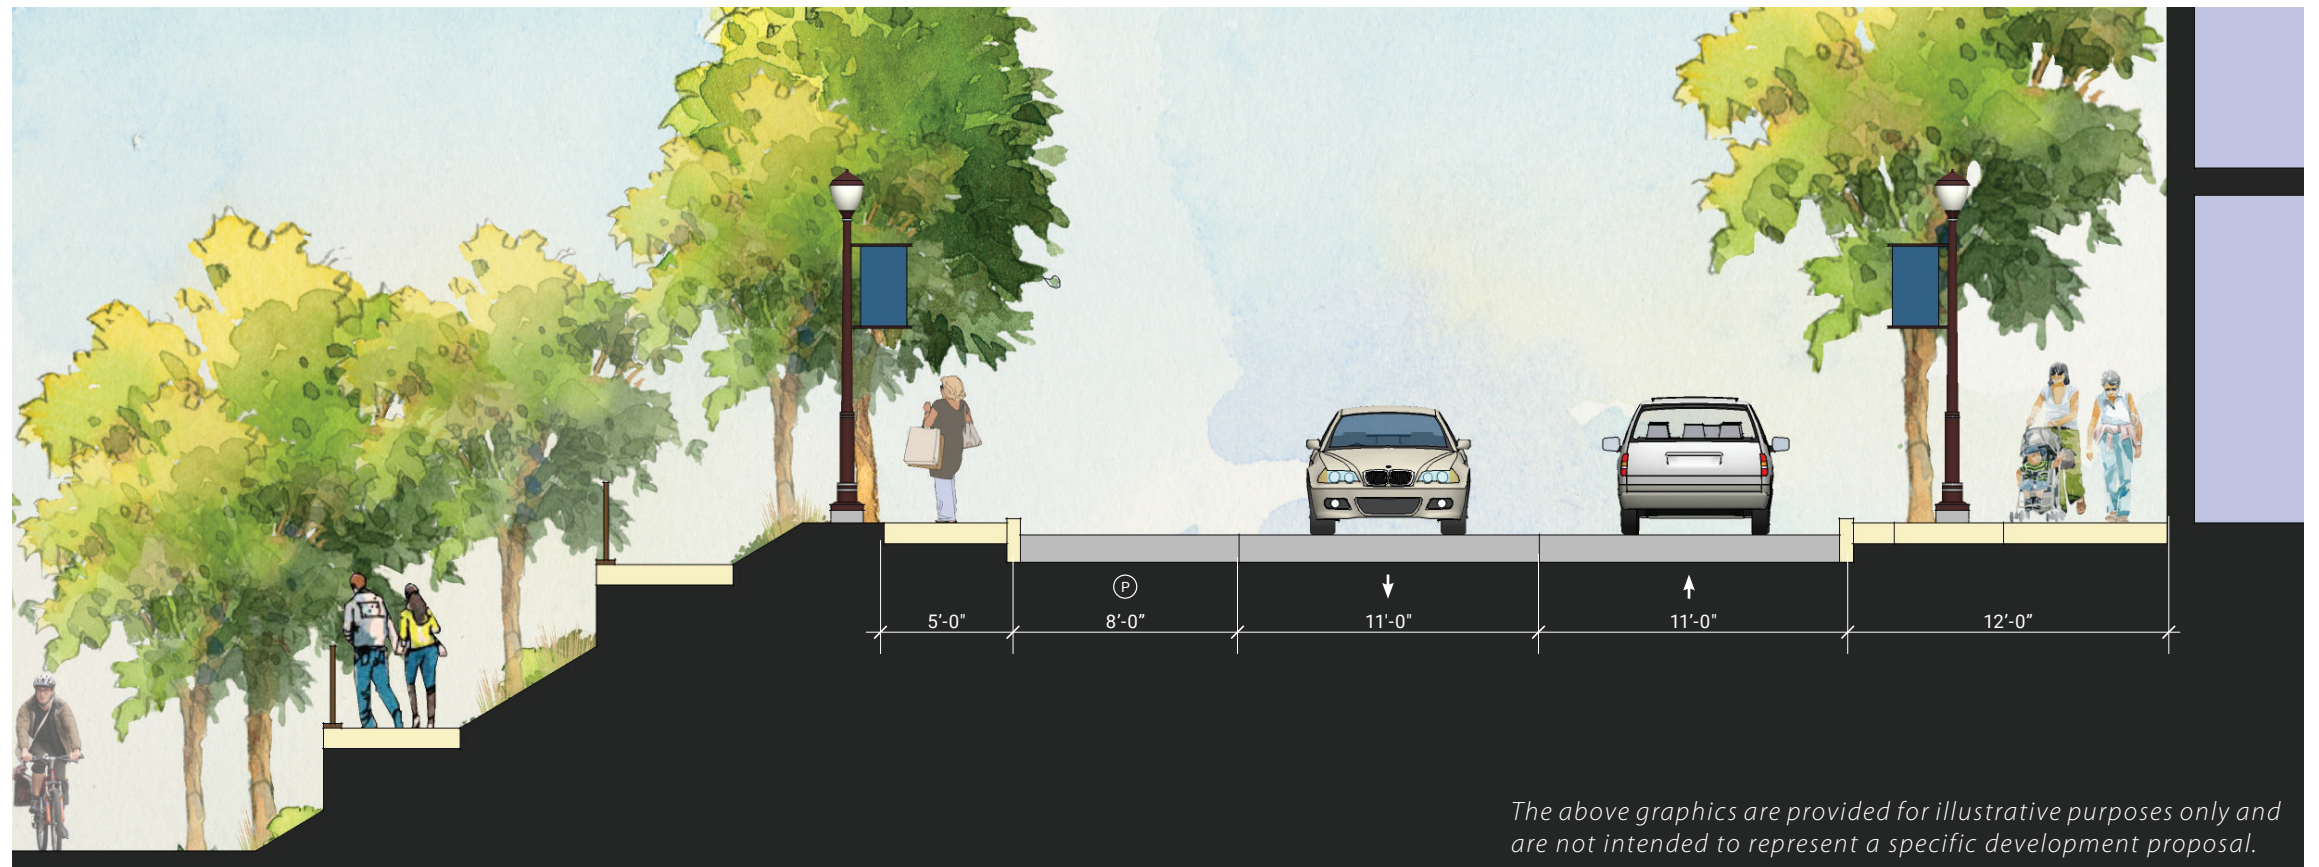 P
5’-0"
8’-0”
11'-0"
11’-0"
12’-0”
The above graphics are provided for illustrative purposes only and
are not intended to represent a specific development proposal.